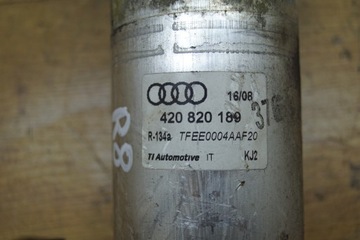 16/08
420 820 189
R-134a TFEE0004AAF20
TI Automotive IT KJ2
R8